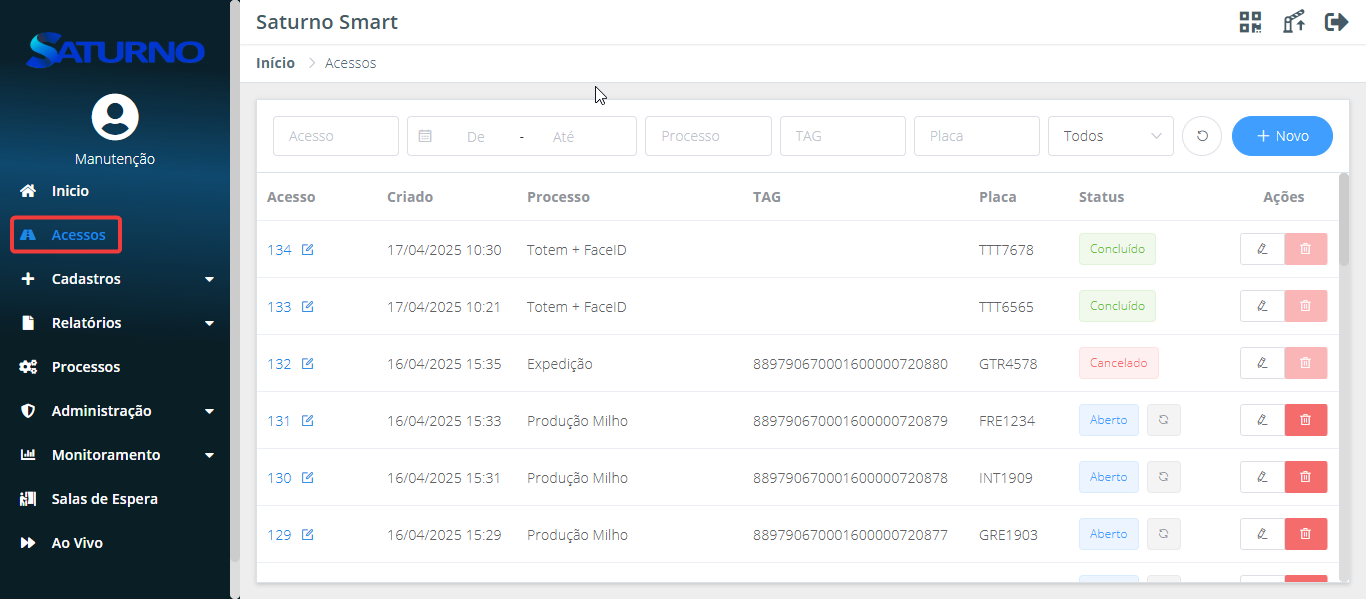 SATURNO
Manutenção
Inicio
Acessos
Cadastros
Relatórios
Processos
Administração
Monitoramento
Salas de Espera
Ao Vivo
Saturno Smart
Início > Acessos
Acesso De - Até Processo TAG Placa Todos + Novo
Acesso Criado Processo TAG Placa Status Ações
134 17/04/2025 10:30 Totem + FaceID TTT7678 Concluído
133 17/04/2025 10:21 Totem + FaceID TTT6565 Concluído
132 16/04/2025 15:35 Expedição 889790670001600000720880 GTR4578 Cancelado
131 16/04/2025 15:33 Produção Milho 889790670001600000720879 FRE1234 Aberto
130 16/04/2025 15:31 Produção Milho 889790670001600000720878 INT1909 Aberto
129 16/04/2025 15:29 Produção Milho 889790670001600000720877 GRE1903 Aberto